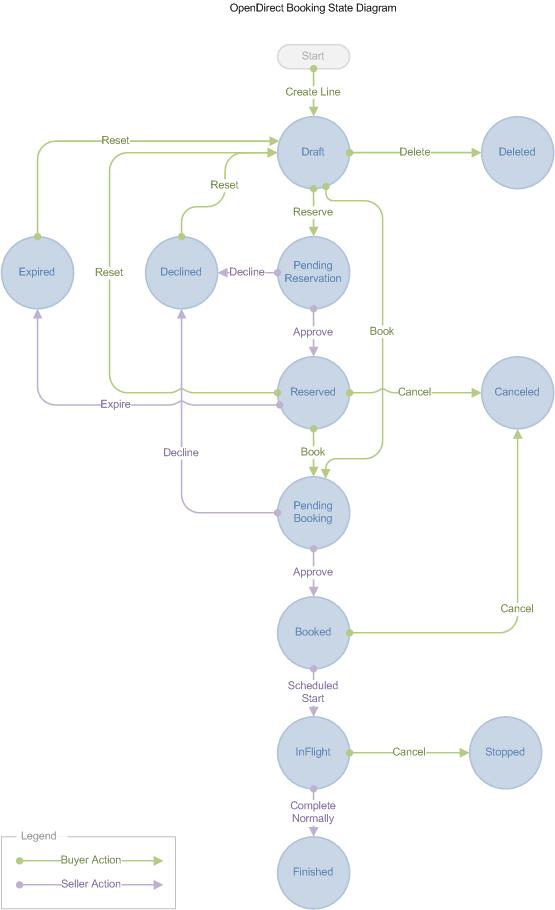 OpenDirect Booking State Diagram
Start
Create Line
Reset
Draft
Delete
Deleted
Reset
Reserve
Expired
Reset
Declined
Decline
Pending
Reservation
Approve
Book
Reserved
Cancel
Canceled
Expire
Decline
Book
Pending
Booking
Approve
Cancel
Booked
Scheduled
Start
InFlight
Cancel
Stopped
Complete
Normally
Legend
Buyer Action
Seller Action
Finished